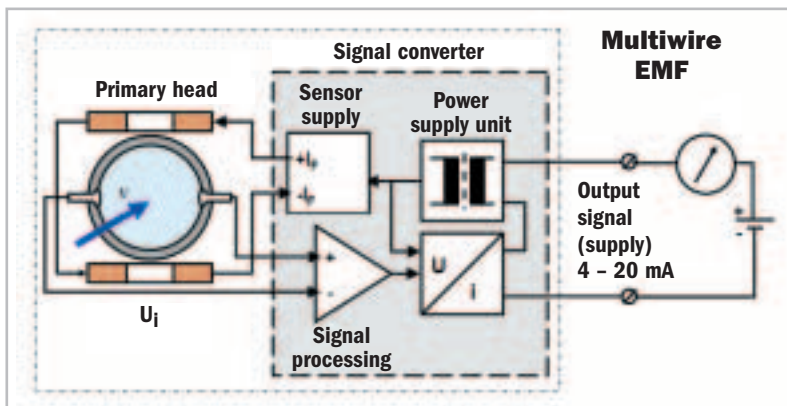 Signal converter
Multiwire
EMF
Primary head
Sensor
supply
Power
supply unit
+Ip
-Ip
v
Output
signal
(supply)
4 – 20 mA
+
-
+
-
U
i
Ui
Signal
processing